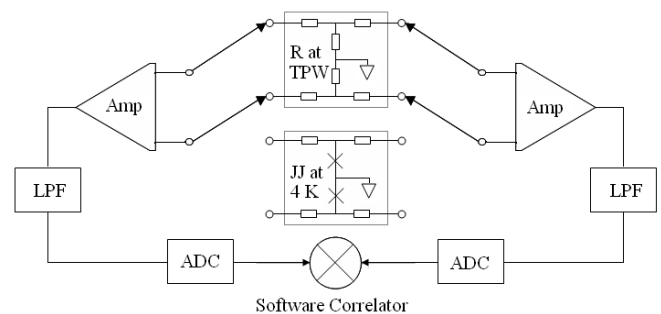 R at
TPW
Amp
Amp
JJ at
4 K
LPF
LPF
ADC
ADC
Software Correlator